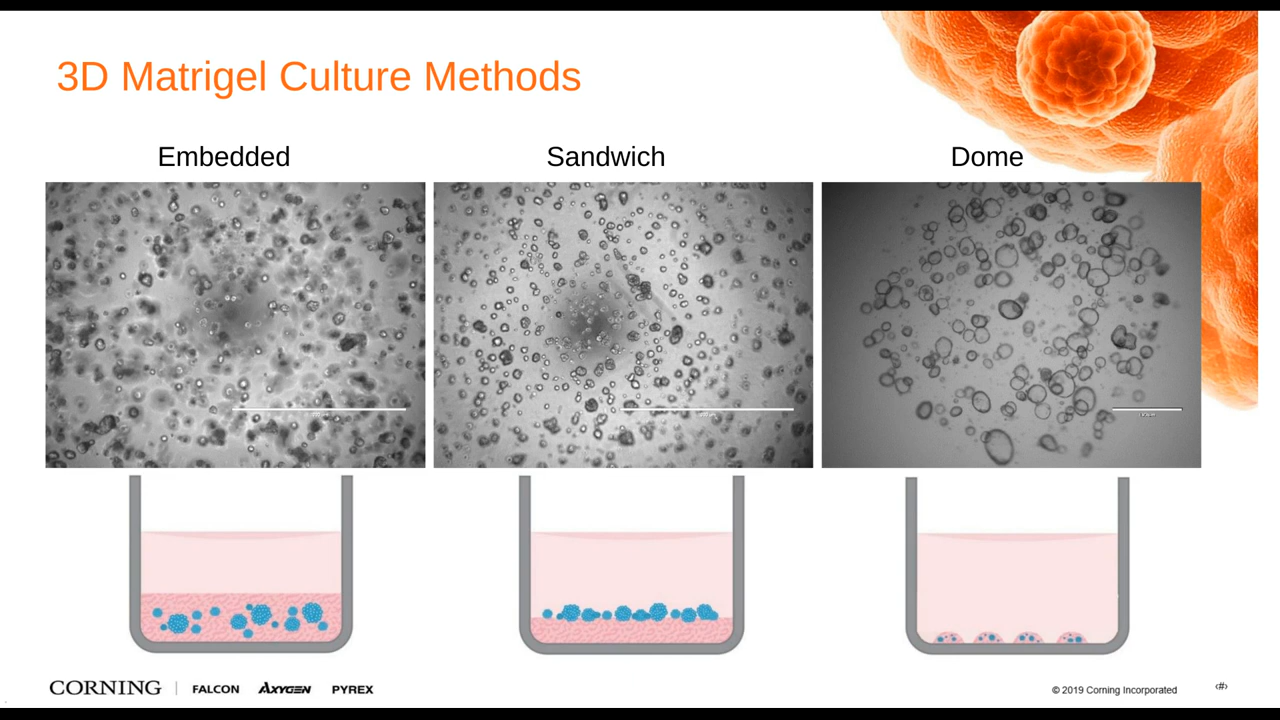 3D Matrigel Culture Methods
Embedded
Sandwich
Dome
CORNING | FALCON AXYGEN PYREX
© 2019 Corning Incorporated
‹#›